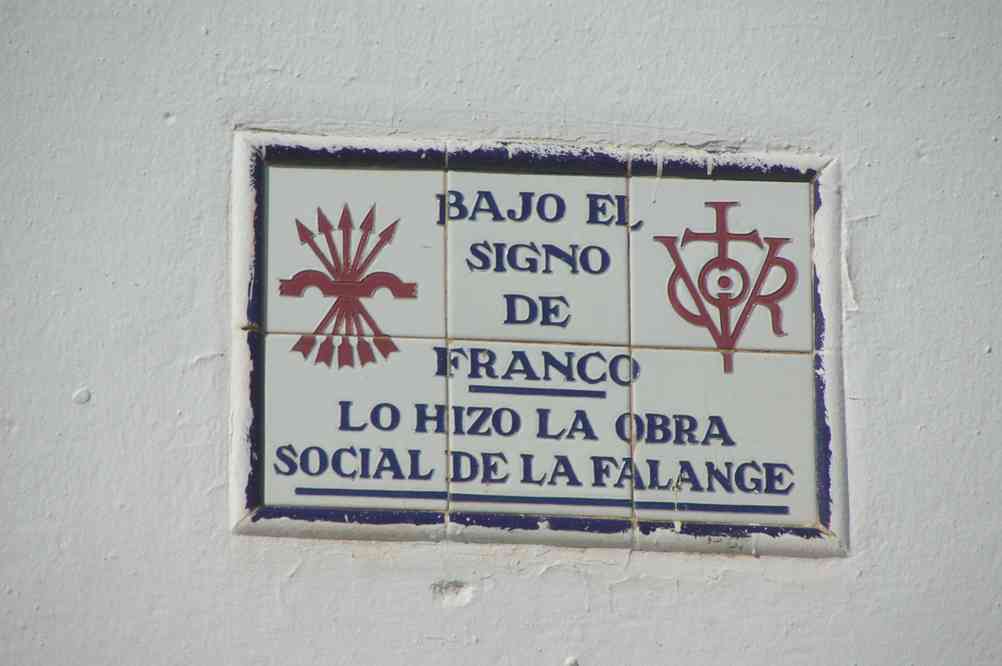 BAJO EL
SIGNO
DE
FRANCO
LO HIZO LA OBRA
SOCIAL DE LA FALANGE